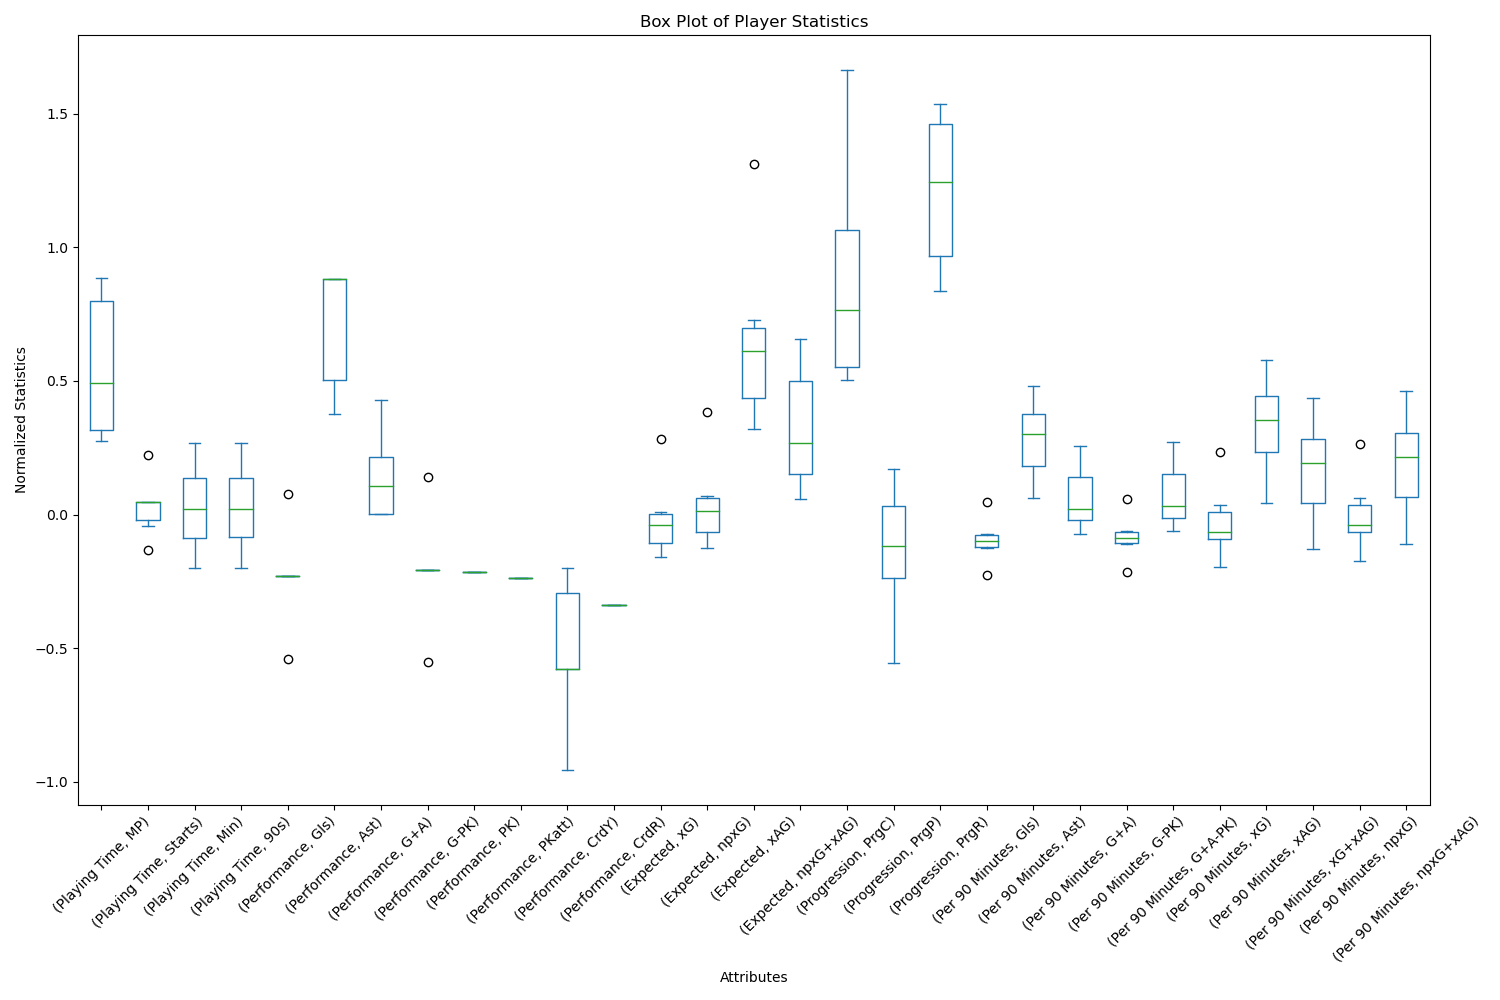 Box Plot of Player Statistics
Normalized Statistics
1.5
1.0
0.5
0.0
−0.5
−1.0
(Playing Time, MP)
(Playing Time, Starts)
(Playing Time, Min)
(Playing Time, 90s)
(Performance, Gls)
(Performance, Ast)
(Performance, G+A)
(Performance, G-PK)
(Performance, PK)
(Performance, PKatt)
(Performance, CrdY)
(Performance, CrdR)
(Expected, xG)
(Expected, npxG)
(Expected, xAG)
(Expected, npxG+xAG)
(Progression, PrgC)
(Progression, PrgP)
(Progression, PrgR)
(Per 90 Minutes, Gls)
(Per 90 Minutes, Ast)
(Per 90 Minutes, G+A)
(Per 90 Minutes, G-PK)
(Per 90 Minutes, G+A-PK)
(Per 90 Minutes, xG)
(Per 90 Minutes, xAG)
(Per 90 Minutes, xG+xAG)
(Per 90 Minutes, npxG)
(Per 90 Minutes, npxG+xAG)
Attributes